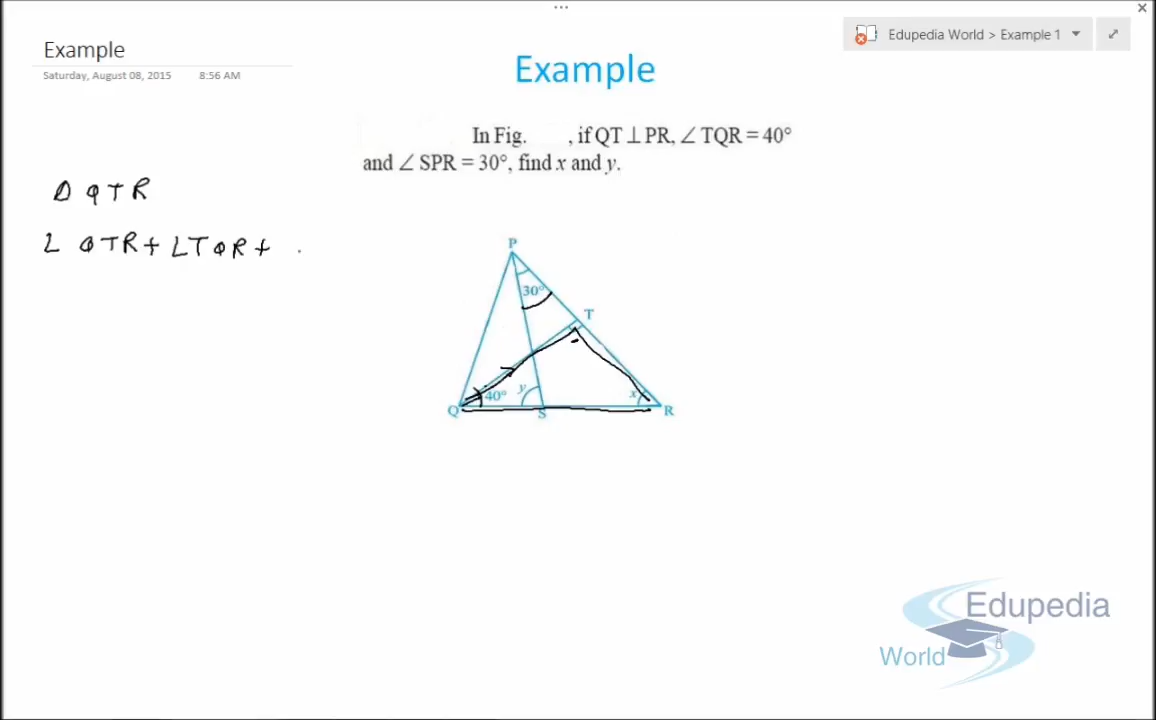 Example
Saturday, August 08, 2015 8:56 AM
Edupedia World > Example 1
Example
In Fig. , if QT ⊥ PR, ∠ TQR = 40°
and ∠ SPR = 30°, find x and y.
Δ QTR
∠ QTR + ∠TQR +
P
30°
T
40° y x
Q S R
Edupedia
World